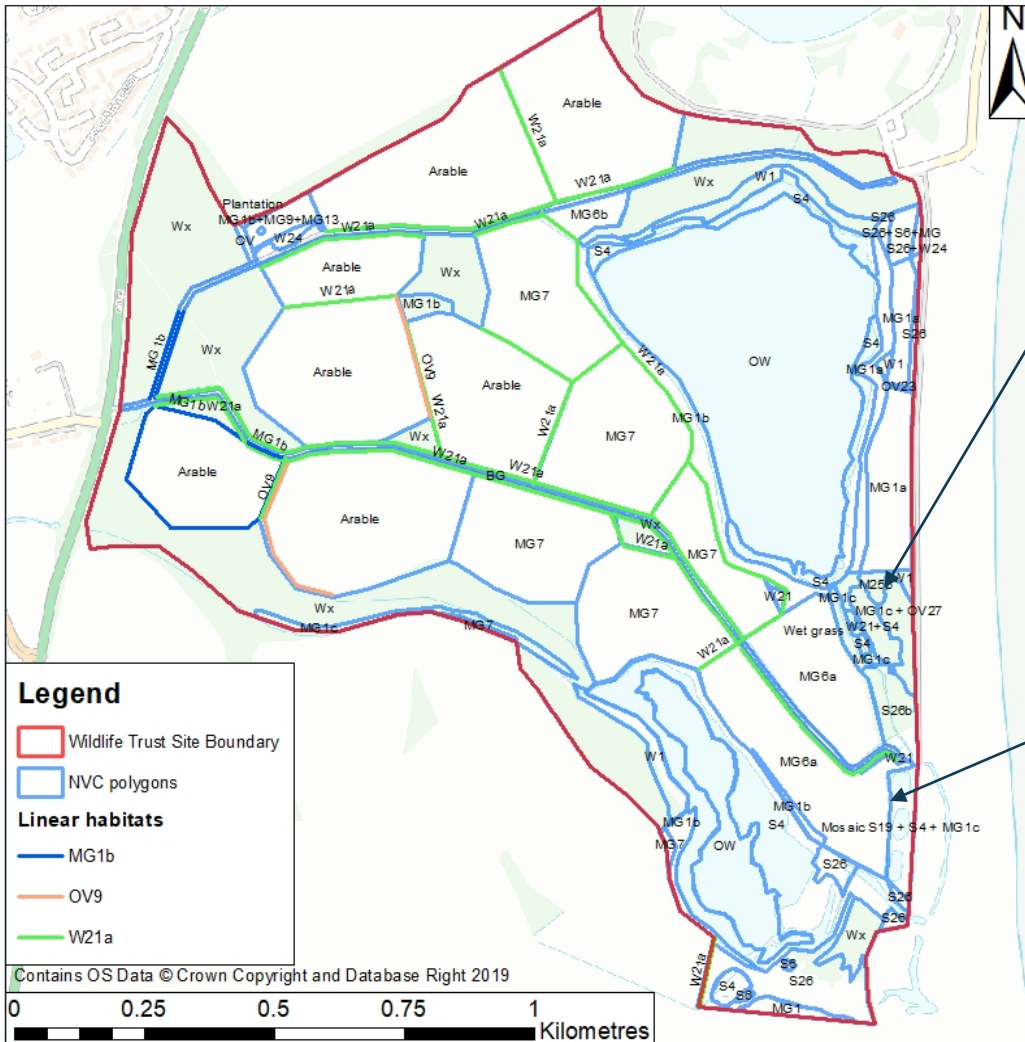 N
Arable
W21a
Arable
W21a
Wx
W1
Plantation
MG1b+MG9+MG13
Wx
OV
W24
W21a
W21a
MG6b
S4
S26
S26+S6+MG
S26+W24
S4
Arable
Wx
W21a
MG1b
MG7
MG1a
S26
MG1b
Wx
S4
W1
MG1a
OV23
OW
Arable
OV9
W21a
Arable
W21a
MG1b
W21a
MG1b
W21a
MG1b
Wx
W21a
W21a
BG
MG7
Arable
OV9
Arable
MG7
Wx
W21a
MG7
MG1a
S4
W1
MG1c
MG1c + OV27
W21
W21+S4
Wet grass
S4
MG1c
Wx
MG1c
MG7
MG7
W21a
MG6a
S26b
Legend
Wildlife Trust Site Boundary
NVC polygons
Linear habitats
MG1b
OV9
W21a
W1
MG6a
W21
MG1b
S4
MG1b
MG7
OW
Mosaic S19 + S4 + MG1c
S26
S26
S26
Wx
W21a
S6
S26
S4
S6
MG1
Contains OS Data © Crown Copyright and Database Right 2019
0 0.25 0.5 0.75 1
Kilometres